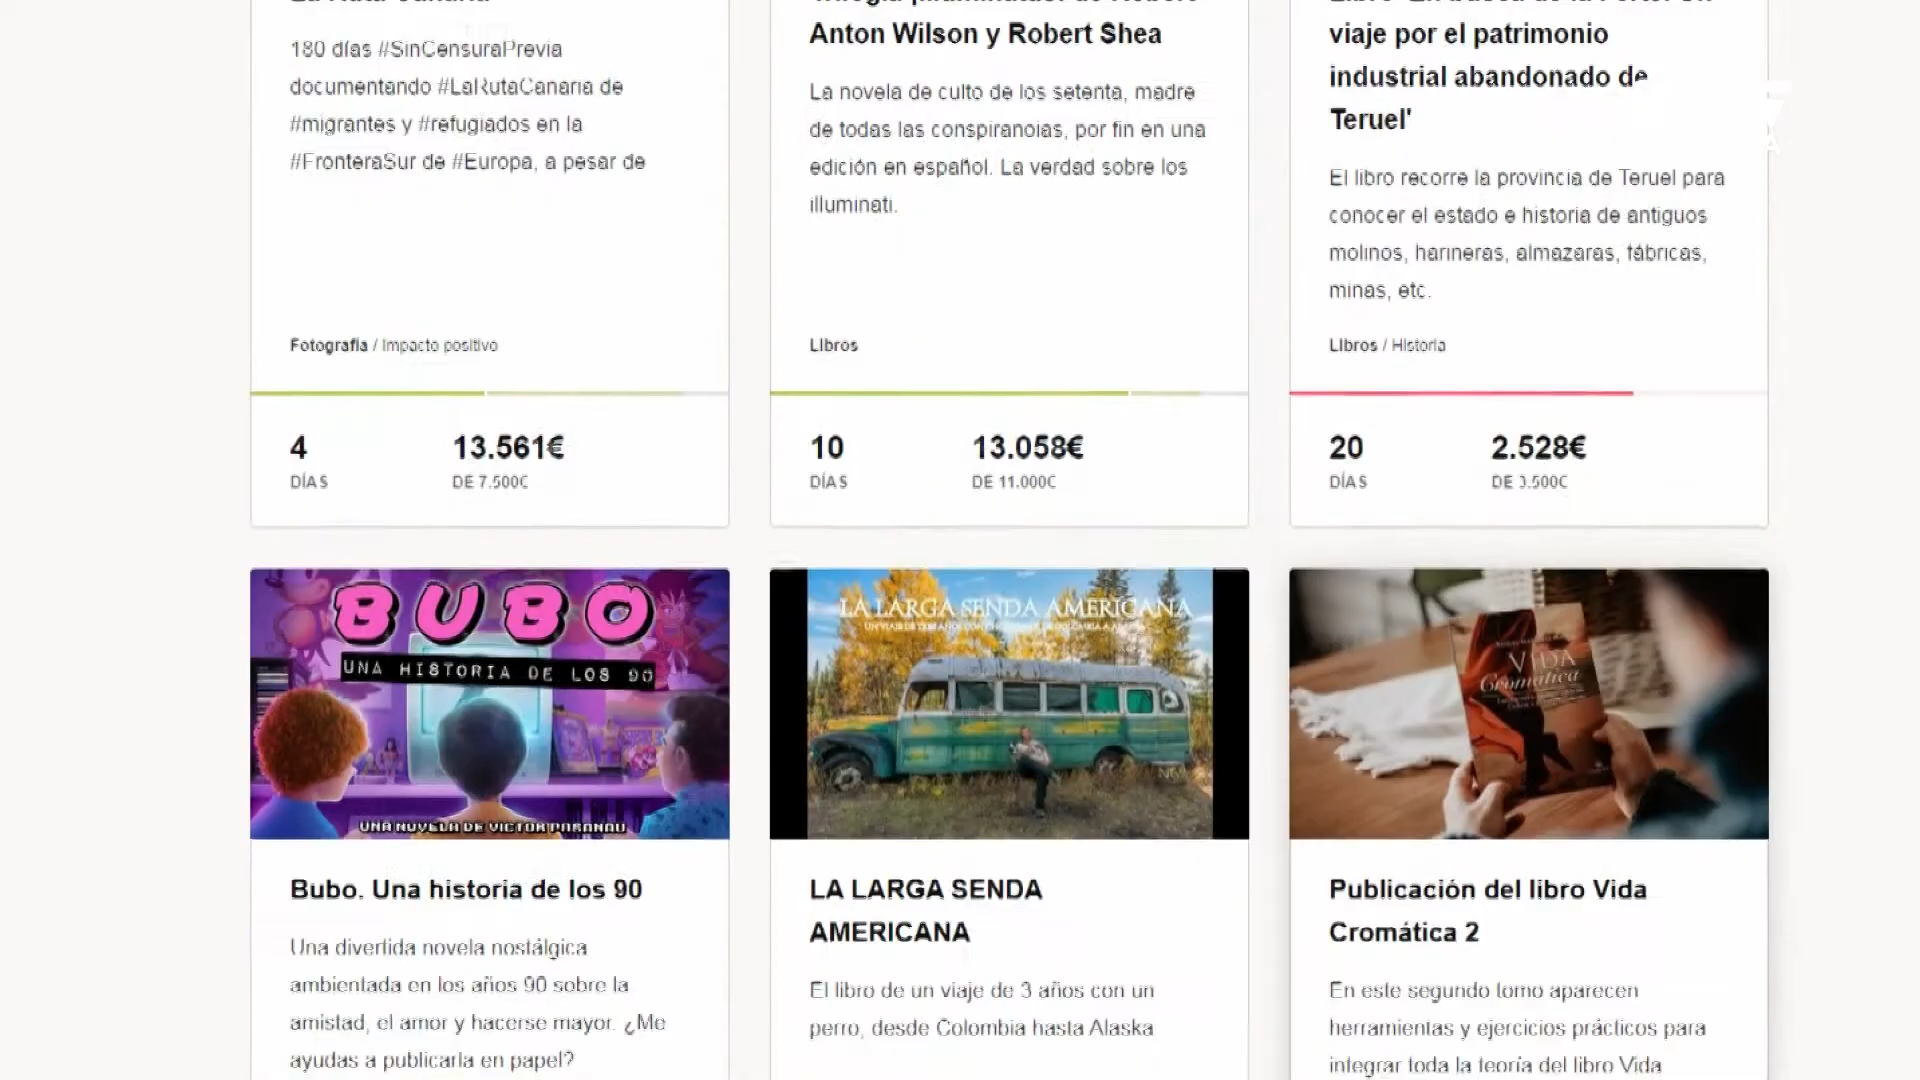 180 días #SinCensuraPrevia
documentando #LaRutaCanaria de
#migrantes y #refugiados en la
#FronteraSur de #Europa, a pesar de
Fotografía / Impacto positivo
4
DÍAS
13.561€
DE 7.500€
Anton Wilson y Robert Shea
La novela de culto de los setenta, madre
de todas las conspiranoias, por fin en una
edición en español. La verdad sobre los
illuminati.
Libros
10
DÍAS
13.058€
DE 11.000€
viaje por el patrimonio
industrial abandonado de
Teruel'
El libro recorre la provincia de Teruel para
conocer el estado e historia de antiguos
molinos, harineras, almazaras, fábricas,
minas, etc.
Libros / Historia
20
DÍAS
2.528€
DE 3.500€
BUBO
UNA HISTORIA DE LOS 90
UNA NOVELA DE VICTOR
Bubo. Una historia de los 90
Una divertida novela nostálgica
ambientada en los años 90 sobre la
amistad, el amor y hacerse mayor. ¿Me
ayudas a publicarla en papel?
LA LARGA SENDA AMERICANA
LA LARGA SENDA
AMERICANA
El libro de un viaje de 3 años con un
perro, desde Colombia hasta Alaska
VIDA
Cromática
Publicación del libro Vida
Cromática 2
En este segundo tomo aparecen
herramientas y ejercicios prácticos para
integrar toda la teoría del libro Vida